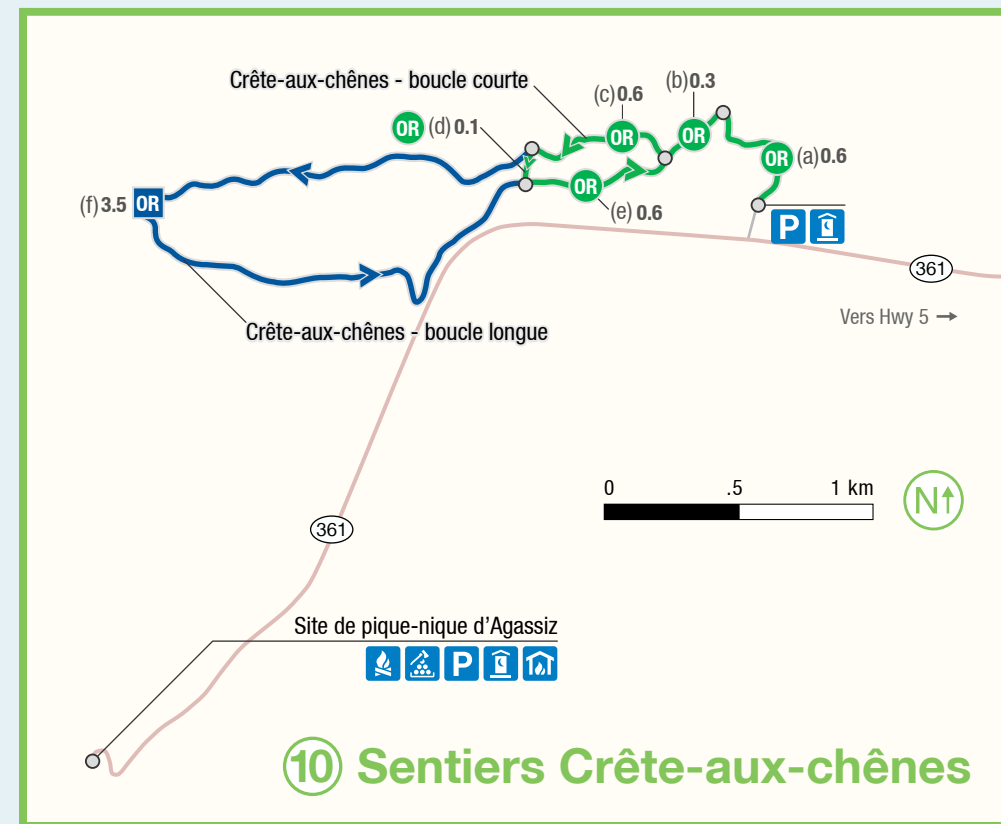 Crête-aux-chênes - boucle courte
(c) 0.6
(b) 0.3
OR
(d) 0.1
OR
OR
OR
(a) 0.6
(f) 3.5
OR
OR
(e) 0.6
P
361
Vers Hwy 5 →
Crête-aux-chênes - boucle longue
0 .5 1 km
N↑
361
Site de pique-nique d’Agassiz
P
10 Sentiers Crête-aux-chênes